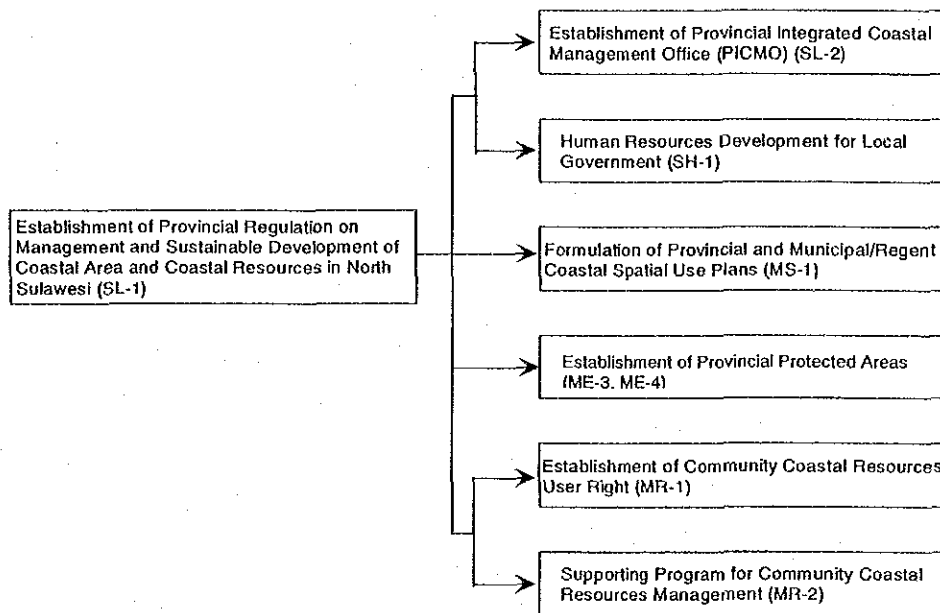 Establishment of Provincial Integrated Coastal
Management Office (PICMO) (SL-2)
Human Resources Development for Local
Government (SH-1)
Establishment of Provincial Regulation on
Management and Sustainable Development of
Coastal Area and Coastal Resources in North
Sulawesi (SL-1)
Formulation of Provincial and Municipal/Regent
Coastal Spatial Use Plans (MS-1)
Establishment of Provincial Protected Areas
(ME-3, ME-4)
Establishment of Community Coastal Resources
User Right (MR-1)
Supporting Program for Community Coastal
Resources Management (MR-2)